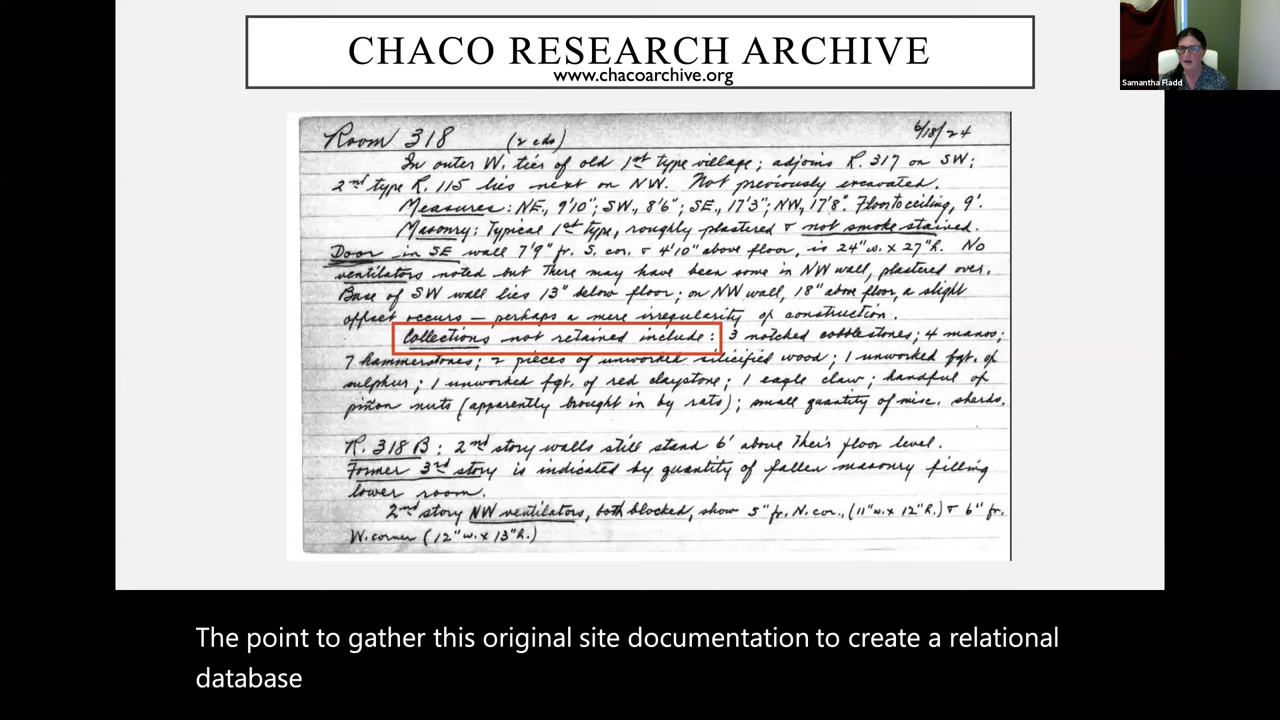 CHACO RESEARCH ARCHIVE
www.chacoarchive.org
Samantha Fladd
Room 318 (2 cds) 6/18/24
In outer W. tier of old 1st type village; adjoins R. 317 on SW;
2nd type R. 115 lies next on NW. Not previously excavated.
Measures: NE., 9'10"; SW., 8'6"; SE., 17'3"; NW., 17'8". Floor to ceiling, 9'.
Masonry: Typical 1st type, roughly plastered & not smoke stained.
Door in SE wall 7'9" fr. S. cor. & 4'10" above floor, is 24"w. x 27"h. No
ventilators noted but there may have been some in NW wall, plastered over.
Base of SW wall lies 13" below floor; on NW wall, 18" above floor, a slight
offset occurs — perhaps a mere irregularity of construction.
Collections not retained include: 3 notched cobblestones; 4 manos;
7 hammerstones; 2 pieces of unworked silicified wood; 1 unworked fgt. of
sulphur; 1 unworked fgt. of red claystone; 1 eagle claw; handful of
piñon nuts (apparently brought in by rats); small quantity of misc. sherds.
R. 318 B: 2nd story walls still stand 6' above their floor level.
Former 3rd story is indicated by quantity of fallen masonry filling
lower room.
2nd story NW ventilators, both blocked, show 5" fr. N. cor., (11"w. x 12"h.) & 6" fr.
W. corner (12"w. x 13"h.)
The point to gather this original site documentation to create a relational
database